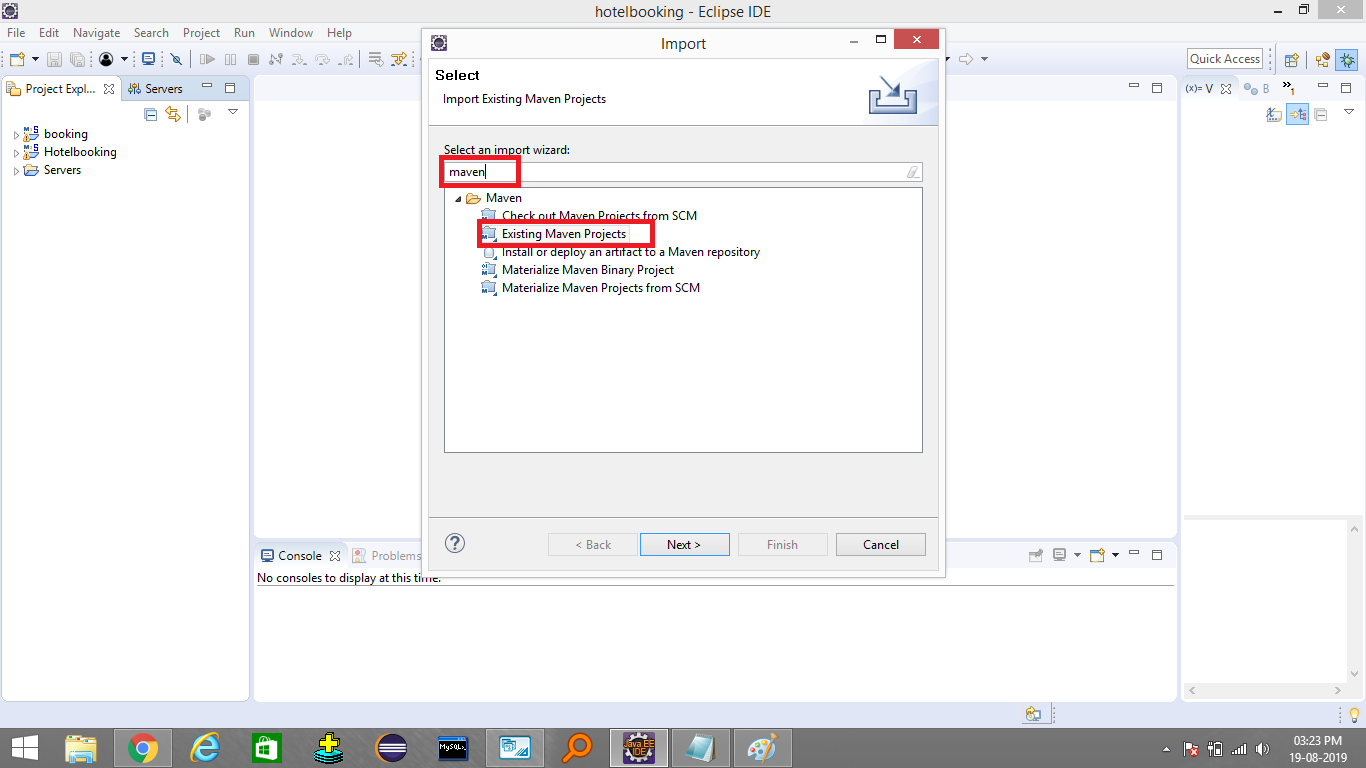 hotelbooking - Eclipse IDE
File Edit Navigate Search Project Run Window Help
Quick Access
Project Expl... Servers
booking
Hotelbooking
Servers
Import
Select
Import Existing Maven Projects
Select an import wizard:
maven
Maven
Check out Maven Projects from SCM
Existing Maven Projects
Install or deploy an artifact to a Maven repository
Materialize Maven Binary Project
Materialize Maven Projects from SCM
< Back Next > Finish Cancel
(x)= V B »1
Console Problems
No consoles to display at this time.
MySQL
Java EE
IDE
03:23 PM
19-08-2019